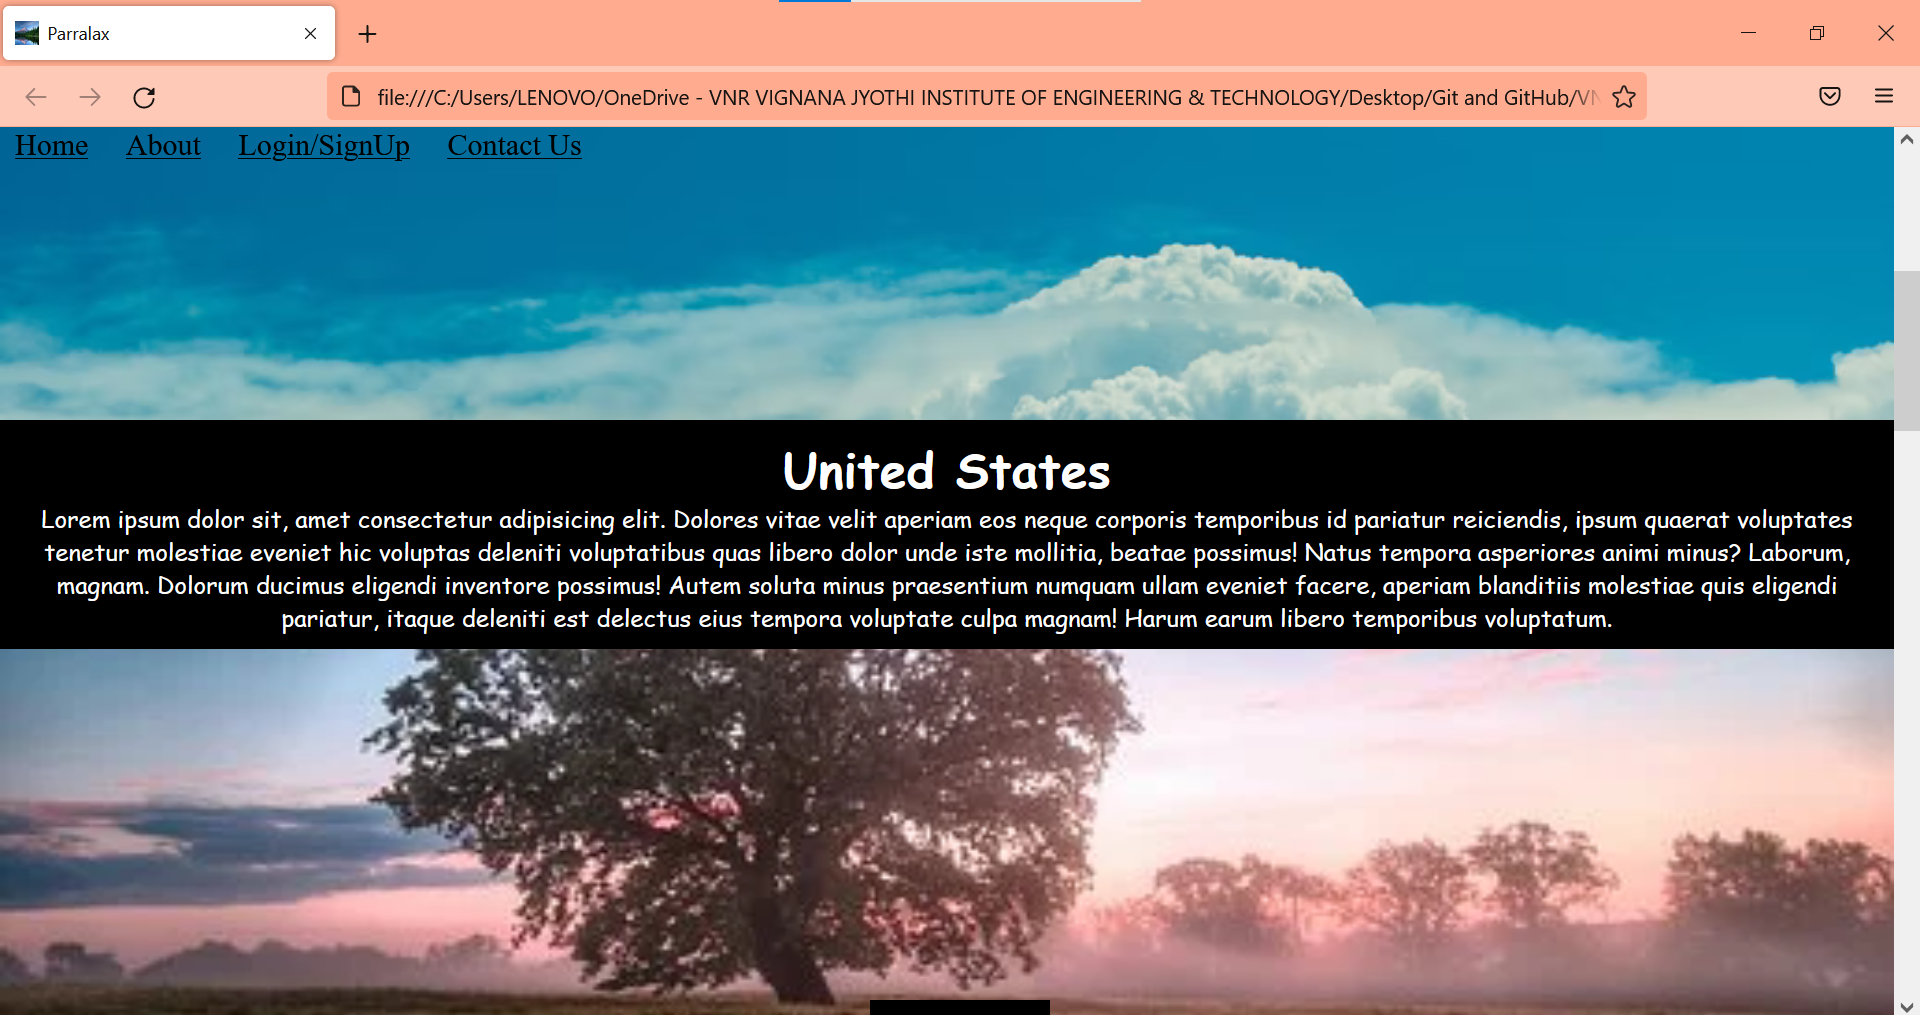 Parralax
file:///C:/Users/LENOVO/OneDrive - VNR VIGNANA JYOTHI INSTITUTE OF ENGINEERING & TECHNOLOGY/Desktop/Git and GitHub/VN
Home About Login/SignUp Contact Us
United States
Lorem ipsum dolor sit, amet consectetur adipisicing elit. Dolores vitae velit aperiam eos neque corporis temporibus id pariatur reiciendis, ipsum quaerat voluptates
tenetur molestiae eveniet hic voluptas deleniti voluptatibus quas libero dolor unde iste mollitia, beatae possimus! Natus tempora asperiores animi minus? Laborum,
magnam. Dolorum ducimus eligendi inventore possimus! Autem soluta minus praesentium numquam ullam eveniet facere, aperiam blanditiis molestiae quis eligendi
pariatur, itaque deleniti est delectus eius tempora voluptate culpa magnam! Harum earum libero temporibus voluptatum.